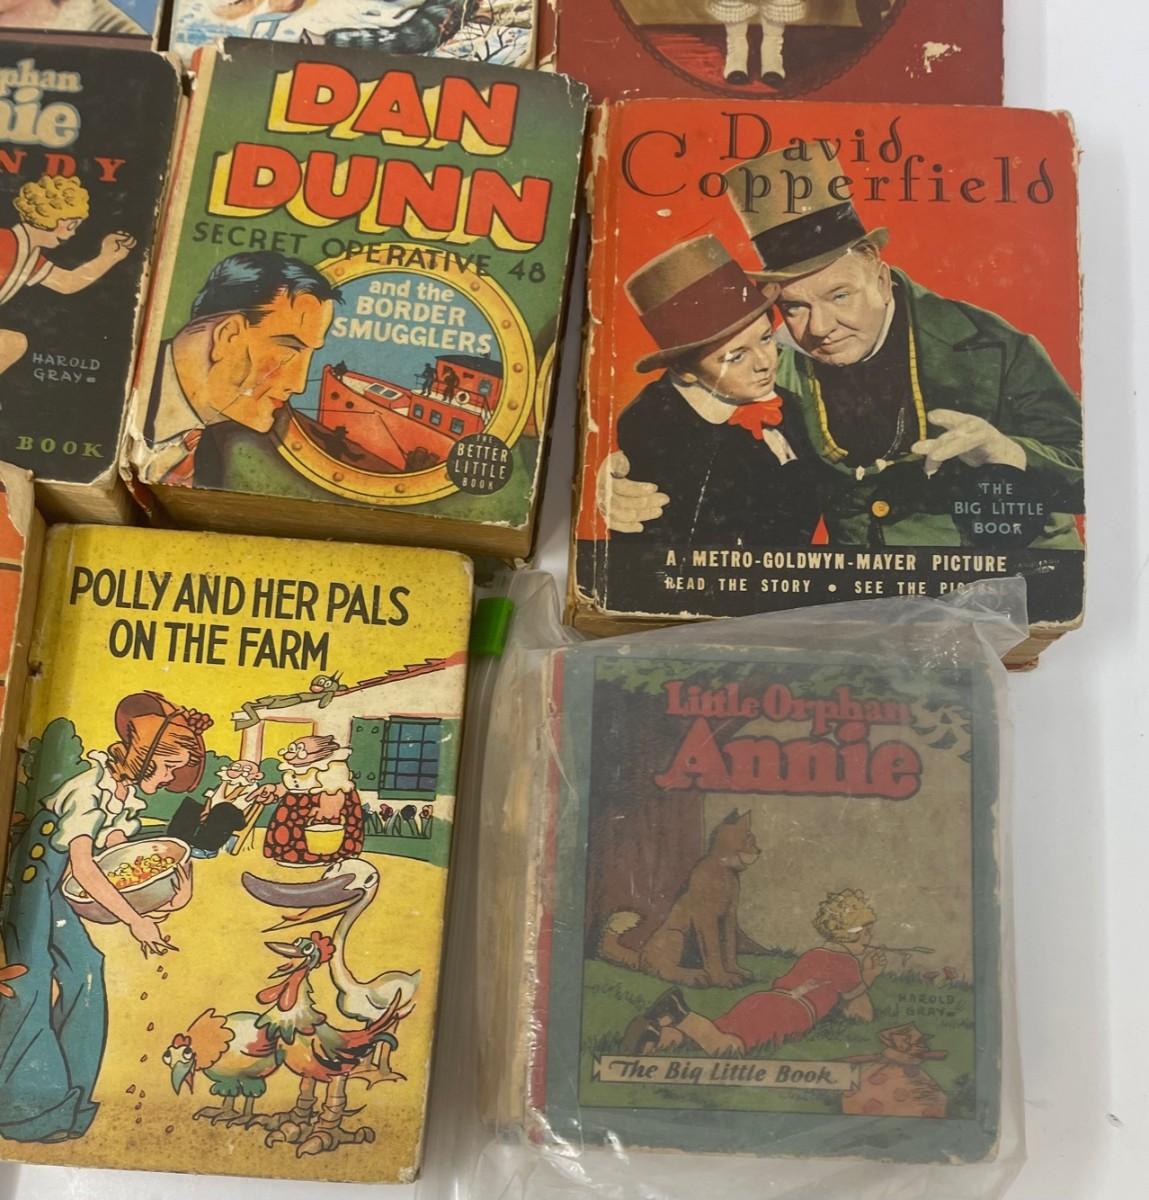 phan
nie
NDY
HAROLD
GRAY
BOOK
DAN
DUNN
SECRET OPERATIVE 48
and the
BORDER
SMUGGLERS
THE
BETTER
LITTLE
BOOK
David
Copperfield
THE
BIG LITTLE
BOOK
A METRO-GOLDWYN-MAYER PICTURE
READ THE STORY • SEE THE
POLLY AND HER PALS
ON THE FARM
Little Orphan
Annie
HAROLD
GRAY
The Big Little Book